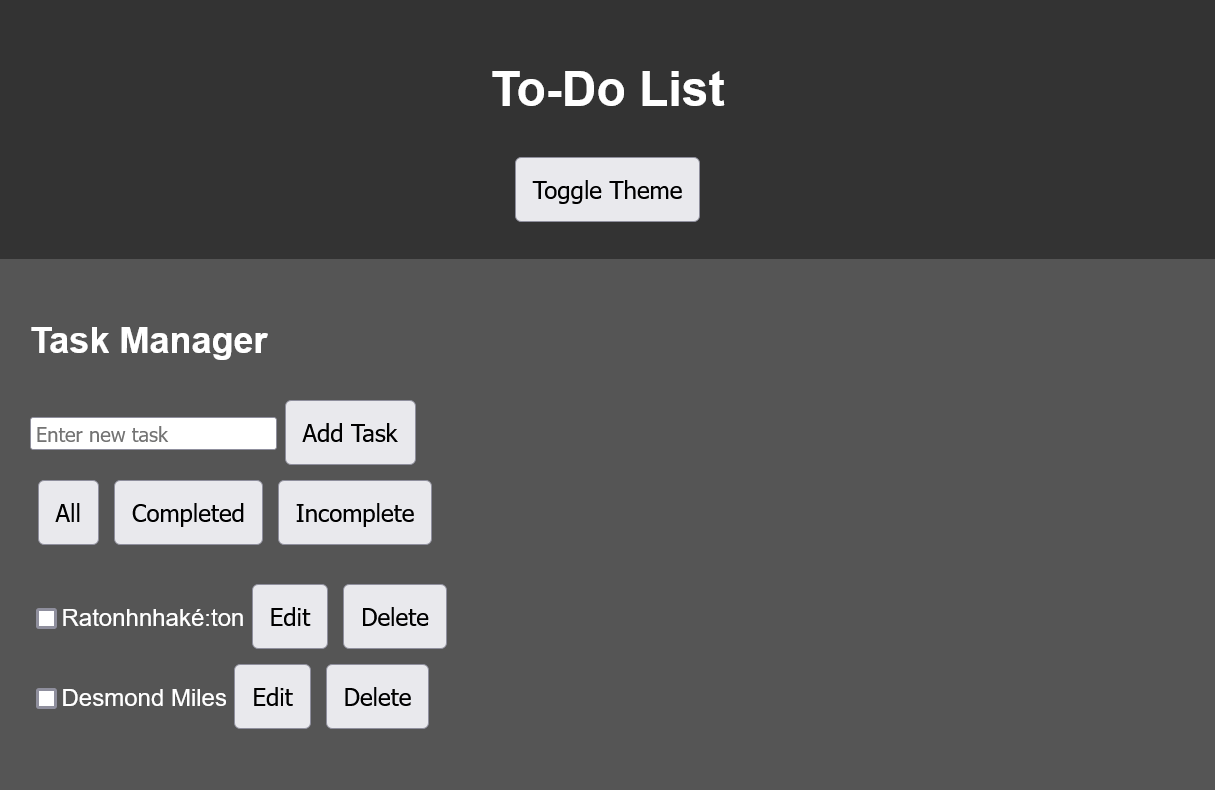 To-Do List
Toggle Theme
Task Manager
Enter new task Add Task
All Completed Incomplete
Ratonhnhaké:ton Edit Delete
Desmond Miles Edit Delete